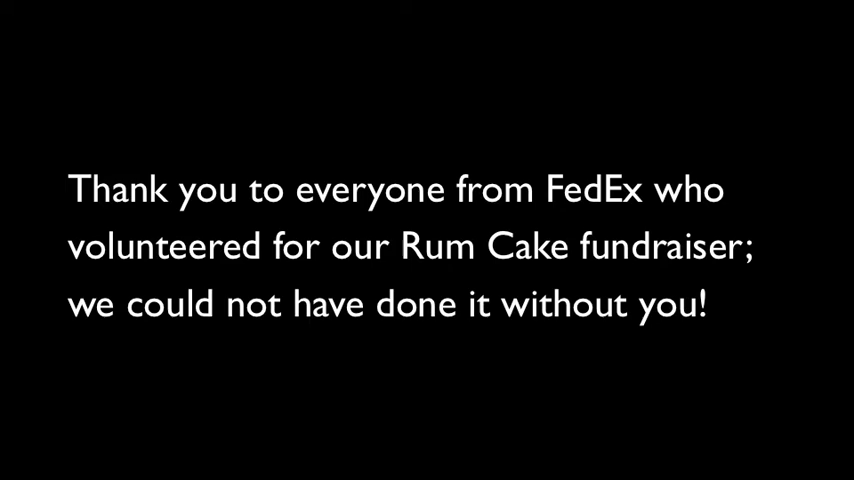 Thank you to everyone from FedEx who
volunteered for our Rum Cake fundraiser;
we could not have done it without you!